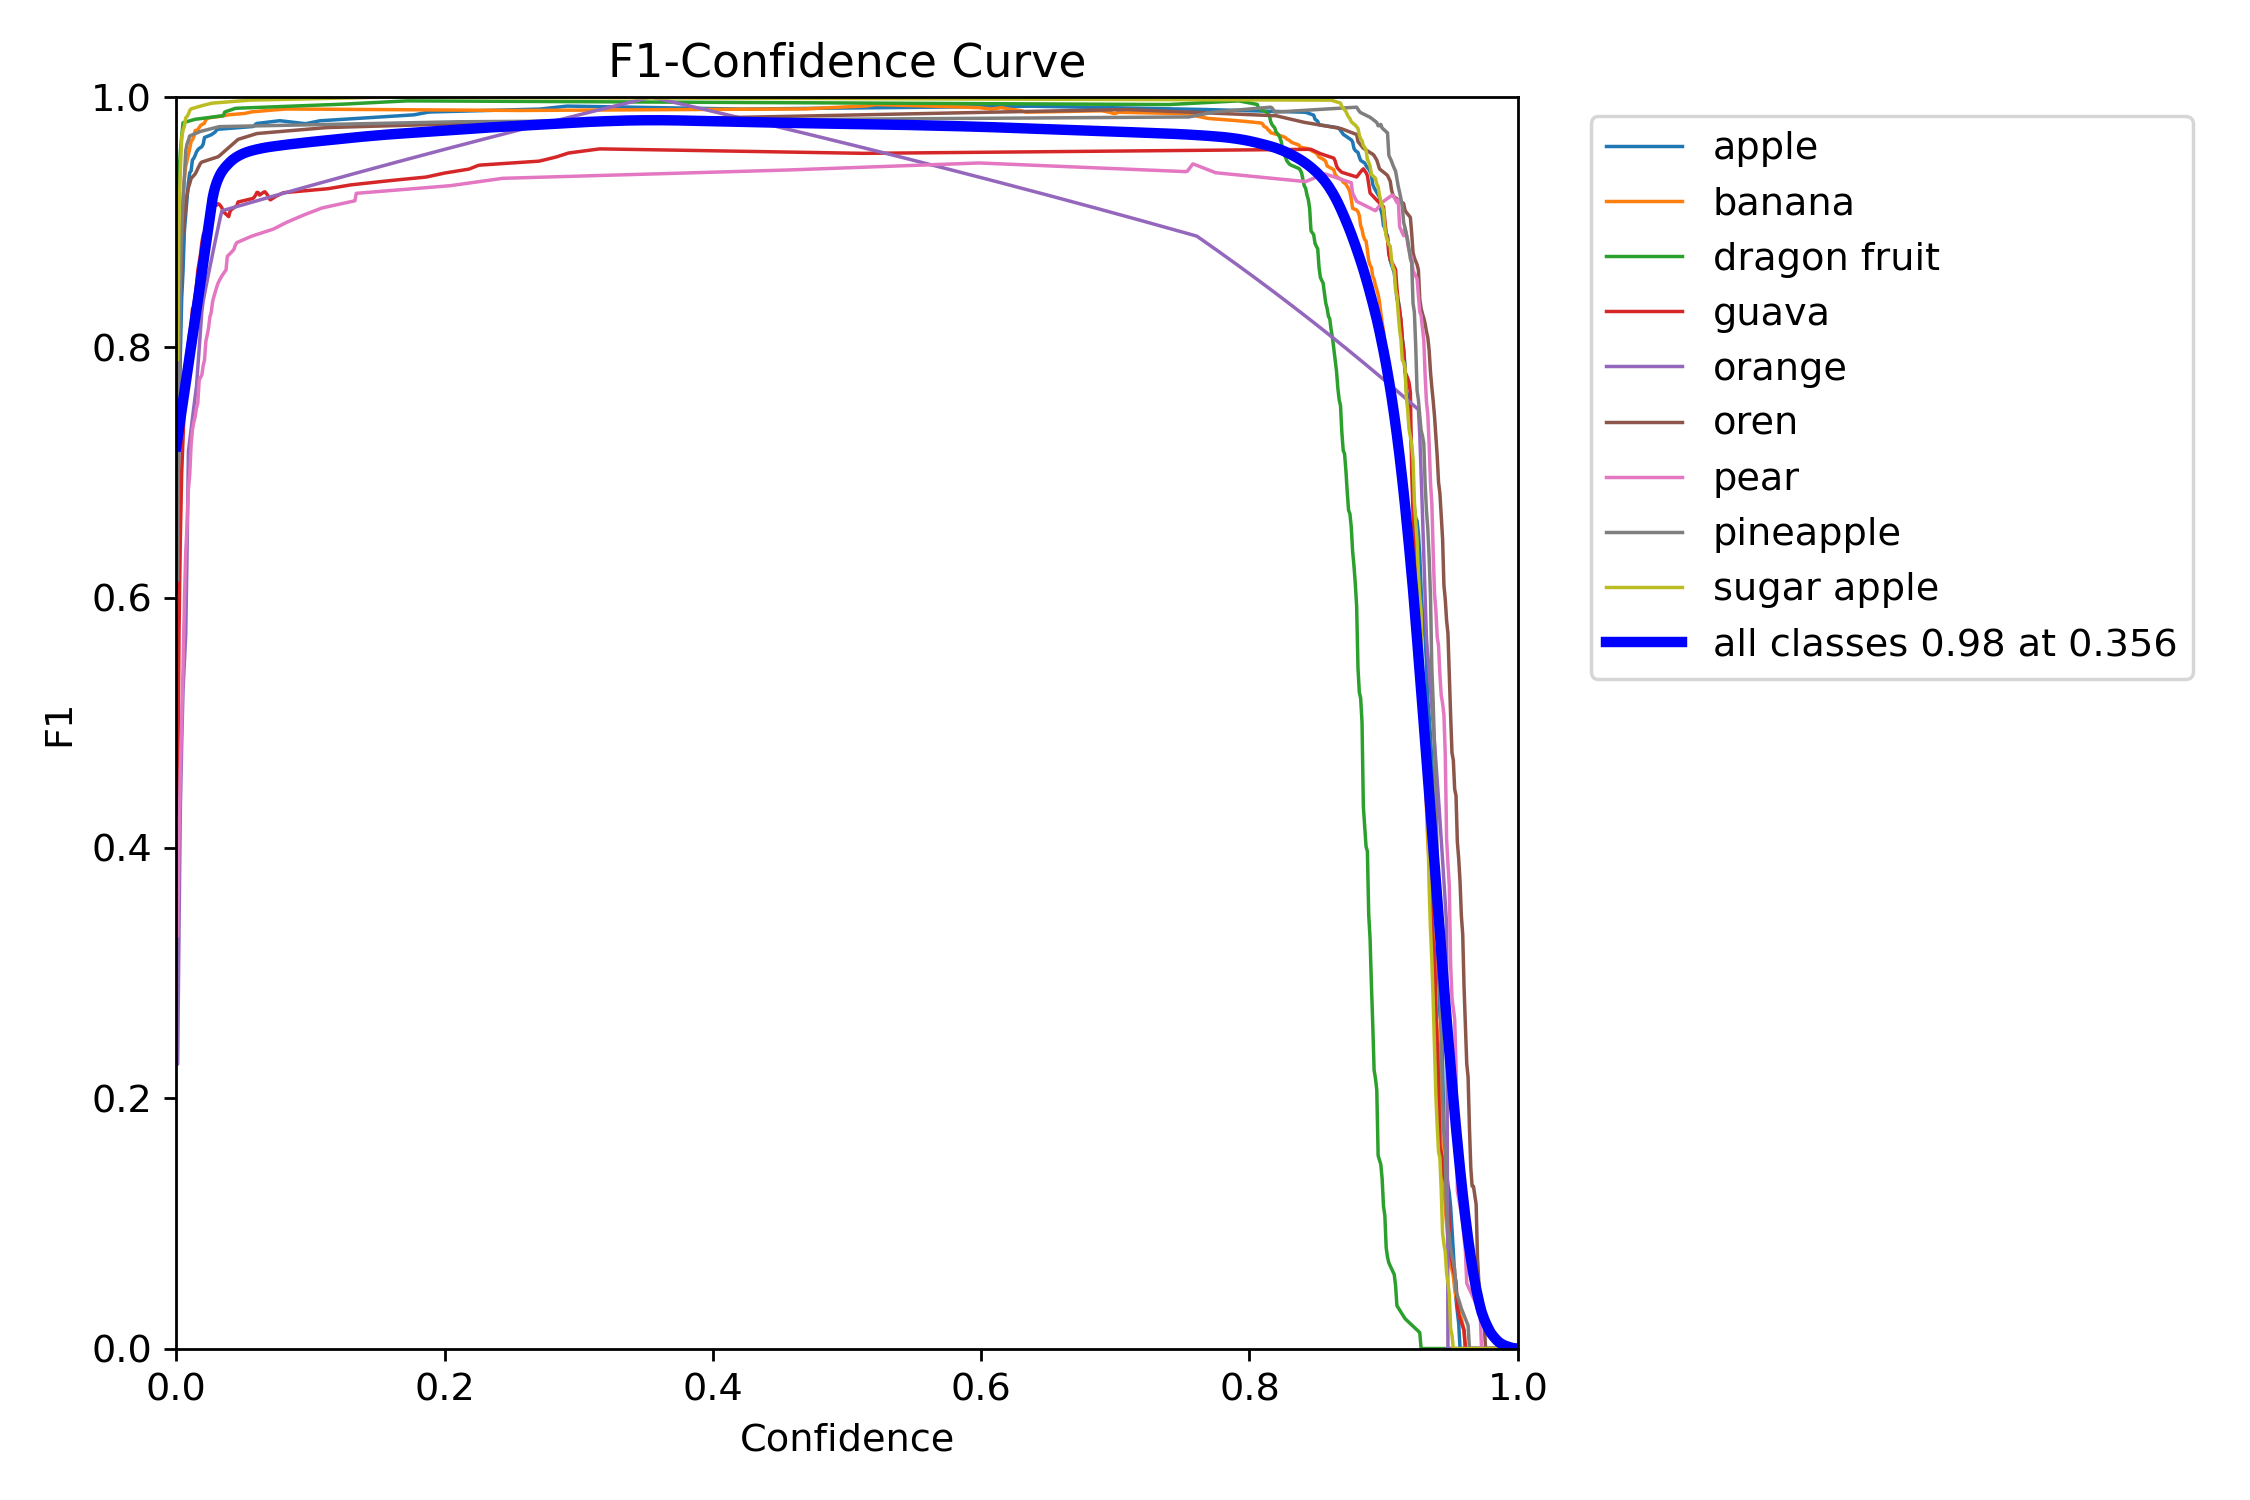 F1-Confidence Curve
1.0
0.8
0.6
0.4
0.2
0.0
F1
0.0 0.2 0.4 0.6 0.8 1.0
Confidence
apple
banana
dragon fruit
guava
orange
oren
pear
pineapple
sugar apple
all classes 0.98 at 0.356